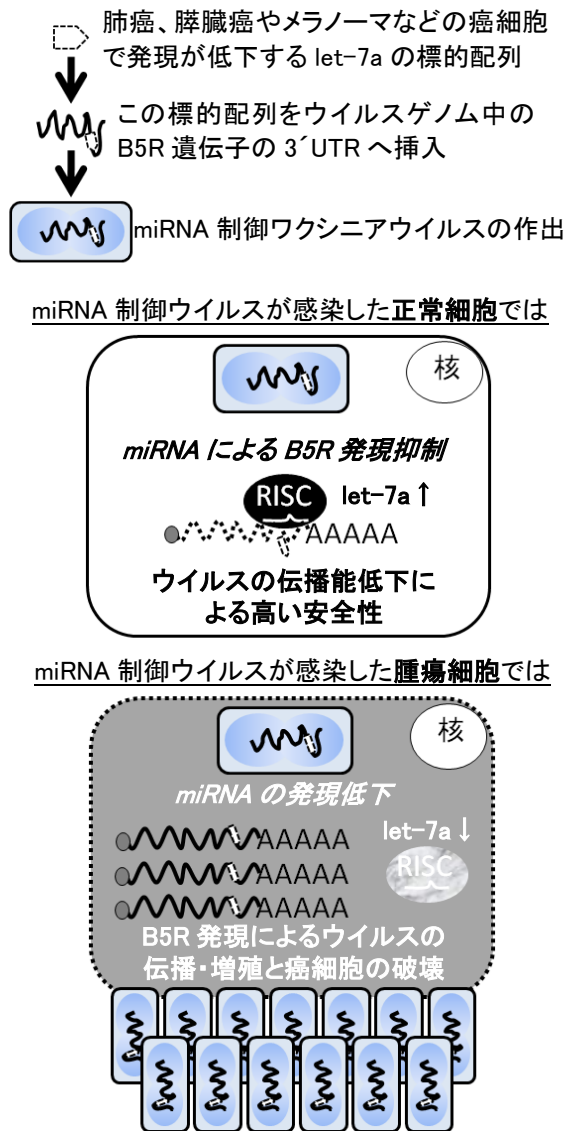 肺癌、膵臓癌やメラノーマなどの癌細胞
で発現が低下する let-7a の標的配列
この標的配列をウイルスゲノム中の
B5R 遺伝子の 3´UTR へ挿入
miRNA 制御ワクシニアウイルスの作出
miRNA 制御ウイルスが感染した正常細胞では
核
miRNA による B5R 発現抑制
RISC let-7a↑
AAAAA
ウイルスの伝播能低下に
よる高い安全性
miRNA 制御ウイルスが感染した腫瘍細胞では
核
miRNA の発現低下
let-7a↓
AAAAA
RISC
AAAAA
AAAAA
B5R 発現によるウイルスの
伝播・増殖と癌細胞の破壊